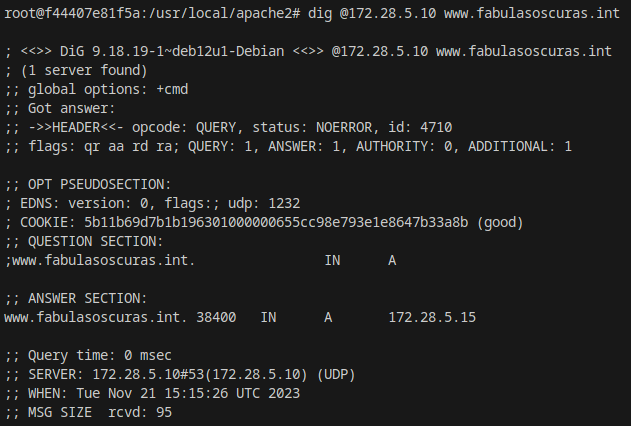 root@f44407e81f5a:/usr/local/apache2# dig @172.28.5.10 www.fabulasoscuras.int

; <<>> DiG 9.18.19-1~deb12u1-Debian <<>> @172.28.5.10 www.fabulasoscuras.int
; (1 server found)
;; global options: +cmd
;; Got answer:
;; ->>HEADER<<- opcode: QUERY, status: NOERROR, id: 4710
;; flags: qr aa rd ra; QUERY: 1, ANSWER: 1, AUTHORITY: 0, ADDITIONAL: 1

;; OPT PSEUDOSECTION:
; EDNS: version: 0, flags:; udp: 1232
; COOKIE: 5b11b69d7b1b196301000000655cc98e793e1e8647b33a8b (good)
;; QUESTION SECTION:
;www.fabulasoscuras.int.		IN	A

;; ANSWER SECTION:
www.fabulasoscuras.int.	38400	IN	A	172.28.5.15

;; Query time: 0 msec
;; SERVER: 172.28.5.10#53(172.28.5.10) (UDP)
;; WHEN: Tue Nov 21 15:15:26 UTC 2023
;; MSG SIZE  rcvd: 95